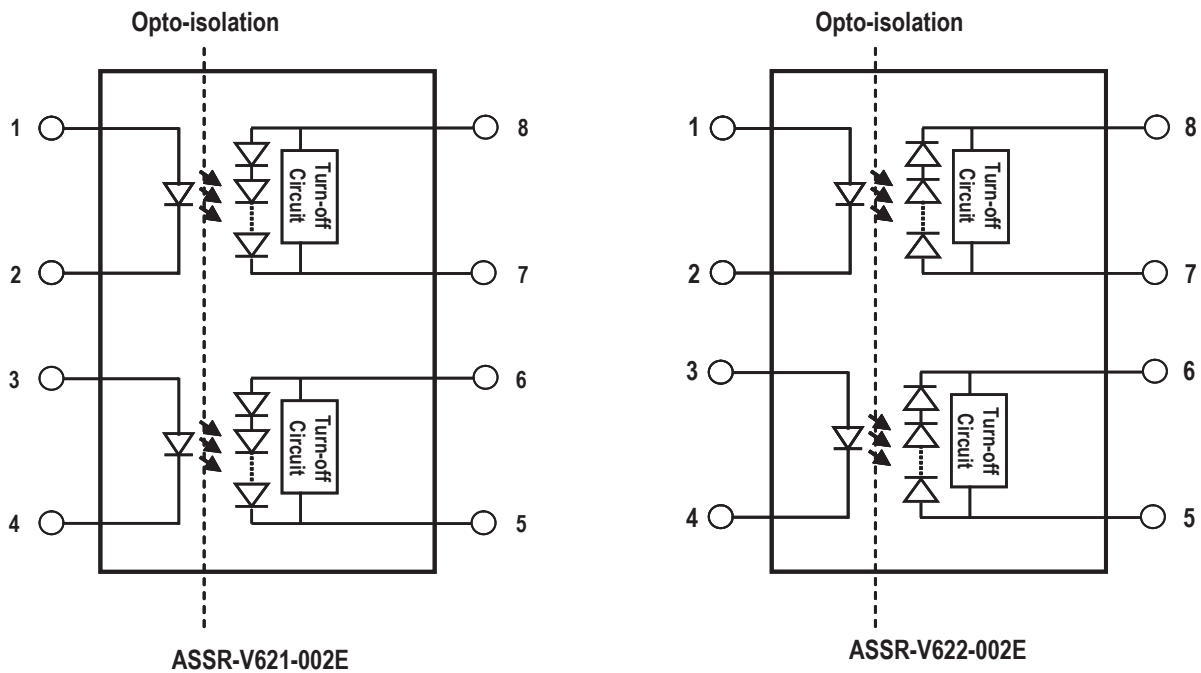 Opto-isolation
1
8
Turn-off
Circuit
2
7
3
6
Turn-off
Circuit
4
5
ASSR-V621-002E
Opto-isolation
1
8
Turn-off
Circuit
2
7
3
6
Turn-off
Circuit
4
5
ASSR-V622-002E